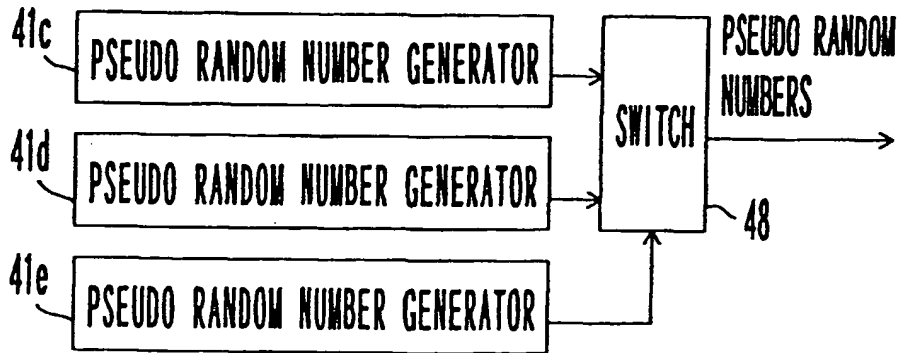 41c
PSEUDO RANDOM NUMBER GENERATOR
PSEUDO RANDOM
NUMBERS
SWITCH
41d
PSEUDO RANDOM NUMBER GENERATOR
48
41e
PSEUDO RANDOM NUMBER GENERATOR